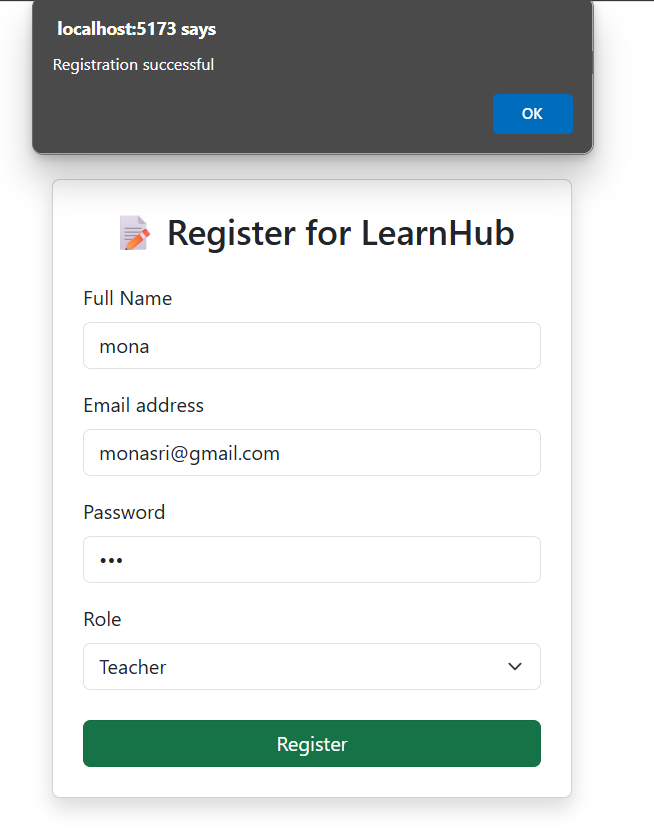 localhost:5173 says
Registration successful
OK
Register for LearnHub
Full Name
mona
Email address
monasri@gmail.com
Password
•••
Role
Teacher
Register